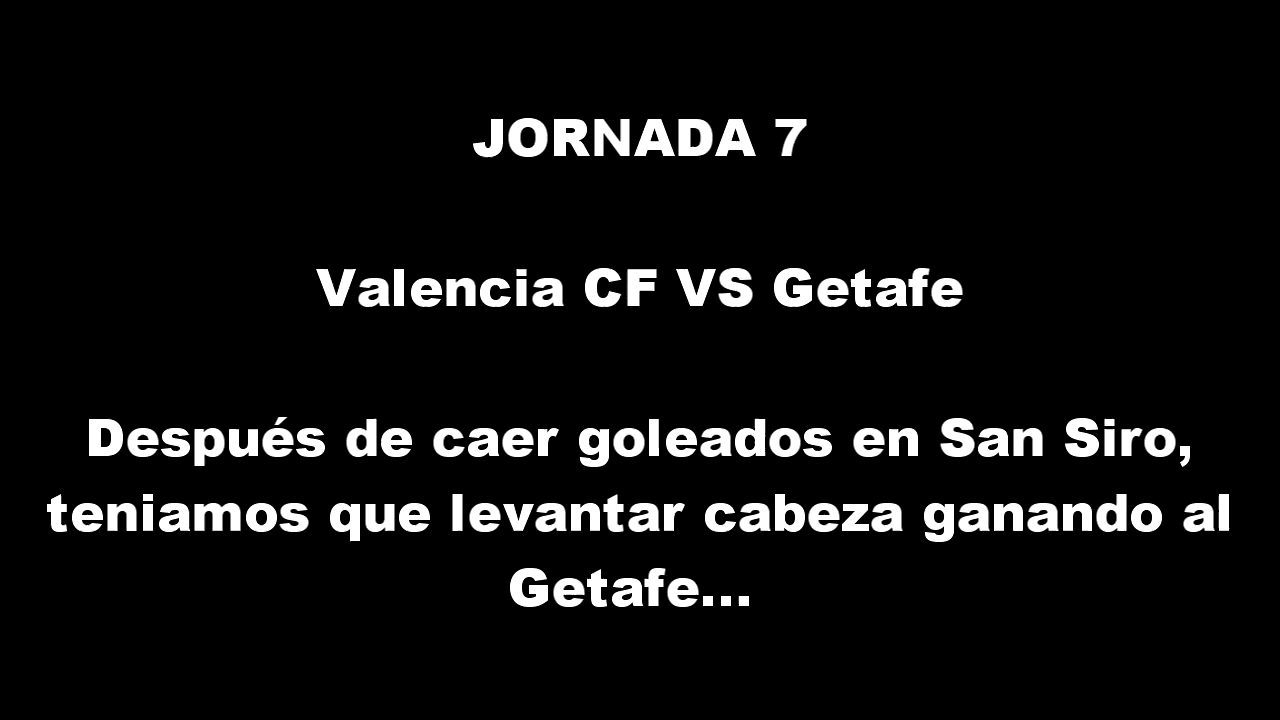 JORNADA 7
Valencia CF VS Getafe
Después de caer goleados en San Siro,
teniamos que levantar cabeza ganando al
Getafe...